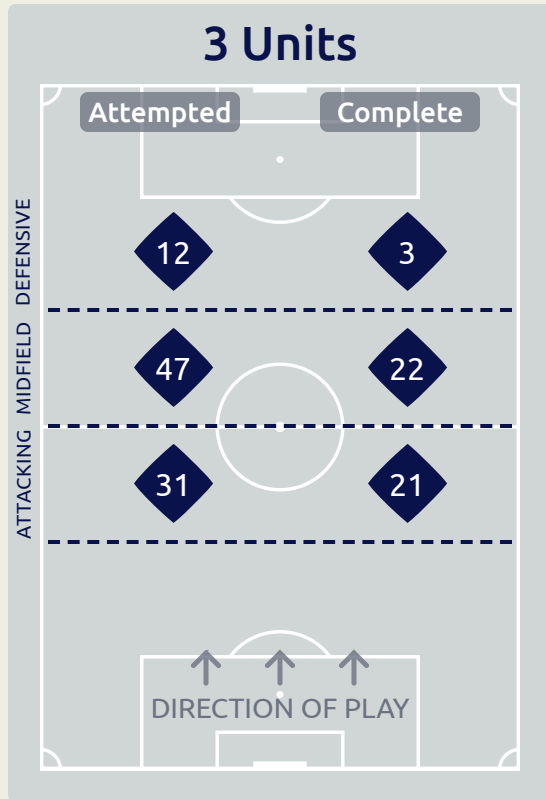 3 Units
Attempted Complete
DEFENSIVE
12 3
MIDFIELD
47 22
ATTACKING
31 21
DIRECTION OF PLAY